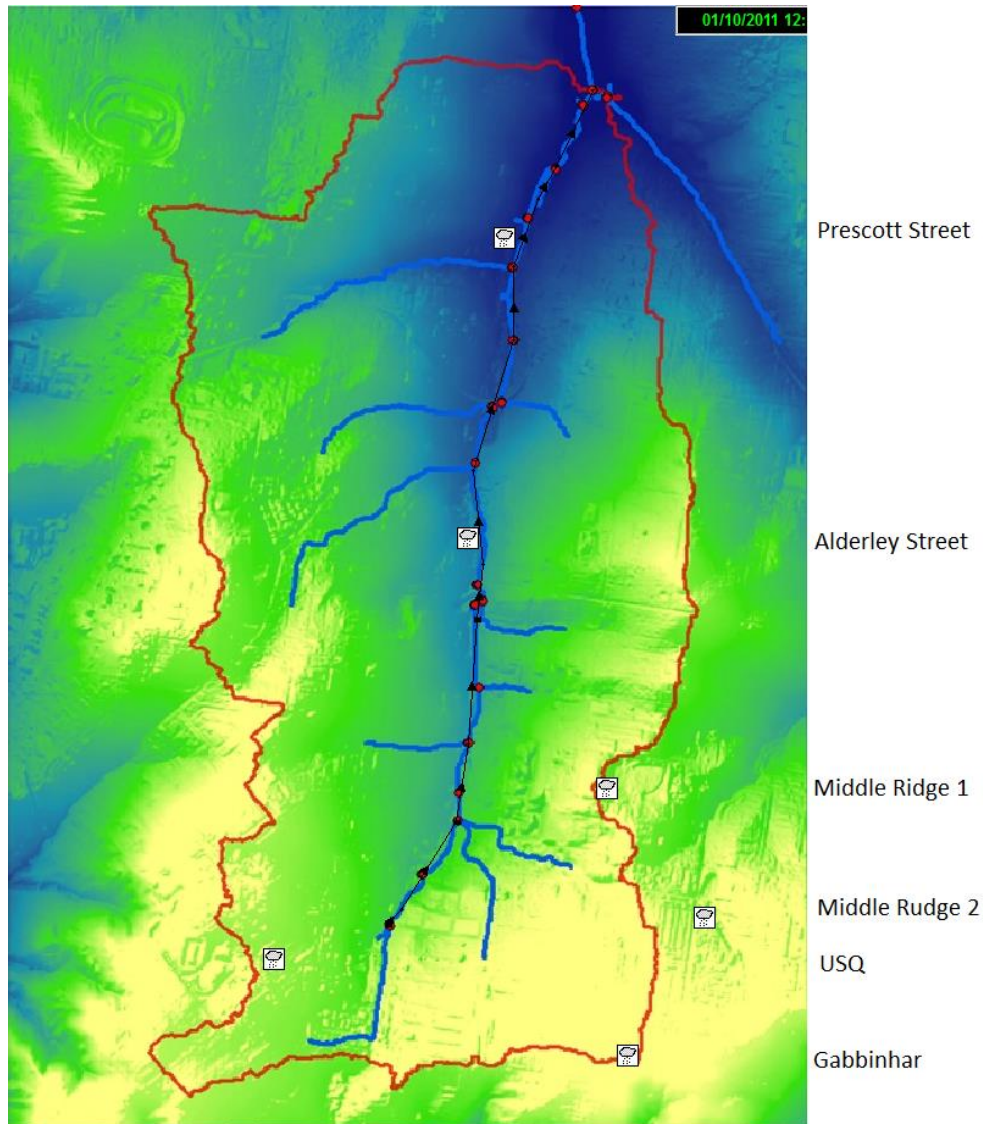 01/10/2011 12:
Prescott Street
Alderley Street
Middle Ridge 1
Middle Rudge 2
USQ
Gabbinhar